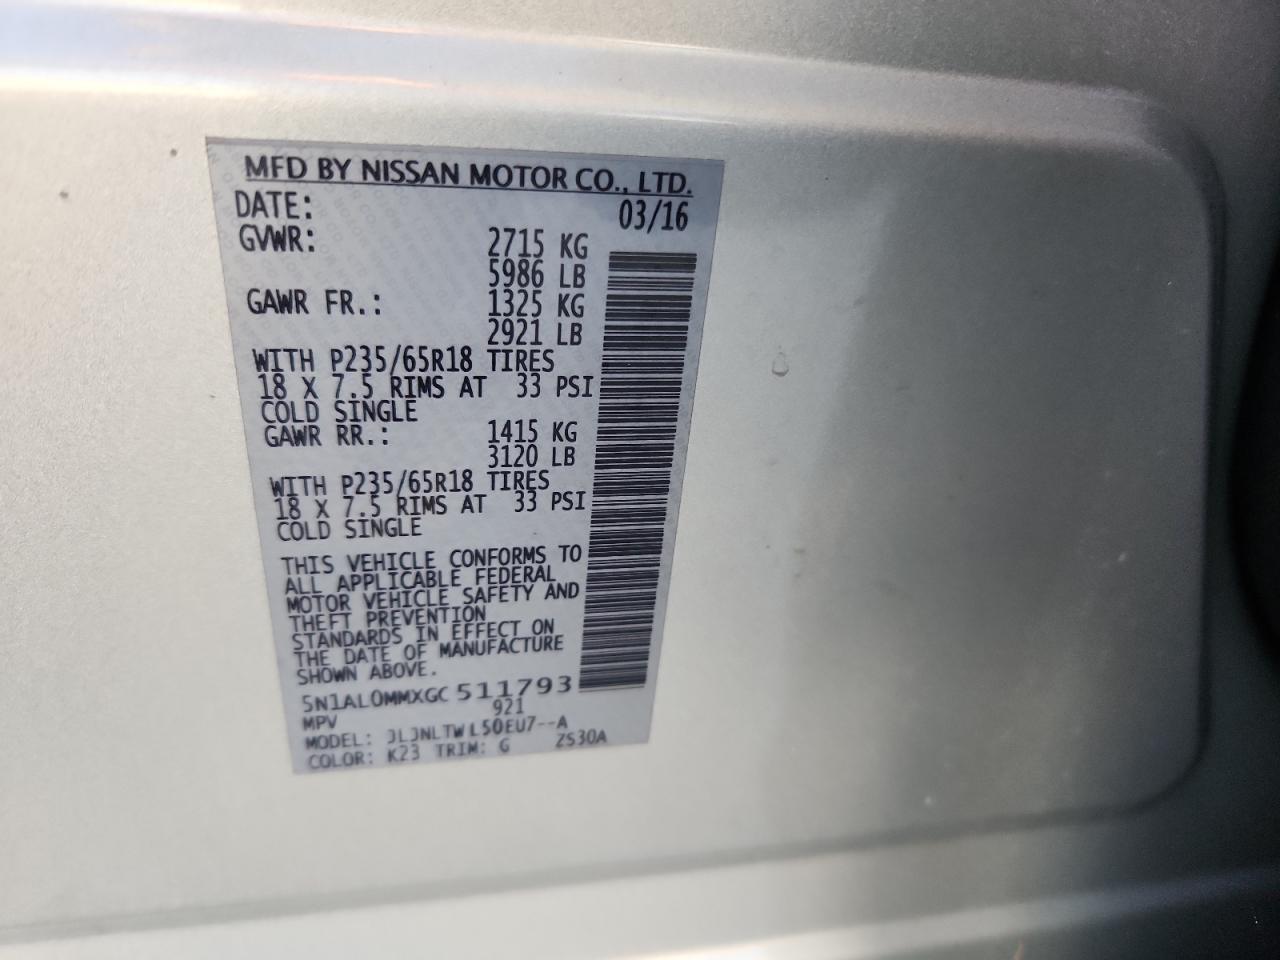 MFD BY NISSAN MOTOR CO., LTD.
DATE: 03/16
GVWR: 2715 KG
5986 LB
GAWR FR.: 1325 KG
2921 LB
WITH P235/65R18 TIRES
18 X 7.5 RIMS AT 33 PSI
COLD SINGLE
GAWR RR.: 1415 KG
3120 LB
WITH P235/65R18 TIRES
18 X 7.5 RIMS AT 33 PSI
COLD SINGLE
THIS VEHICLE CONFORMS TO
ALL APPLICABLE FEDERAL
MOTOR VEHICLE SAFETY AND
THEFT PREVENTION
STANDARDS IN EFFECT ON
THE DATE OF MANUFACTURE
SHOWN ABOVE.
5N1AL0MMXGC511793
MPV 921
MODEL: JLJNLTWL50EU7--A
COLOR: K23 TRIM: G ZS30A